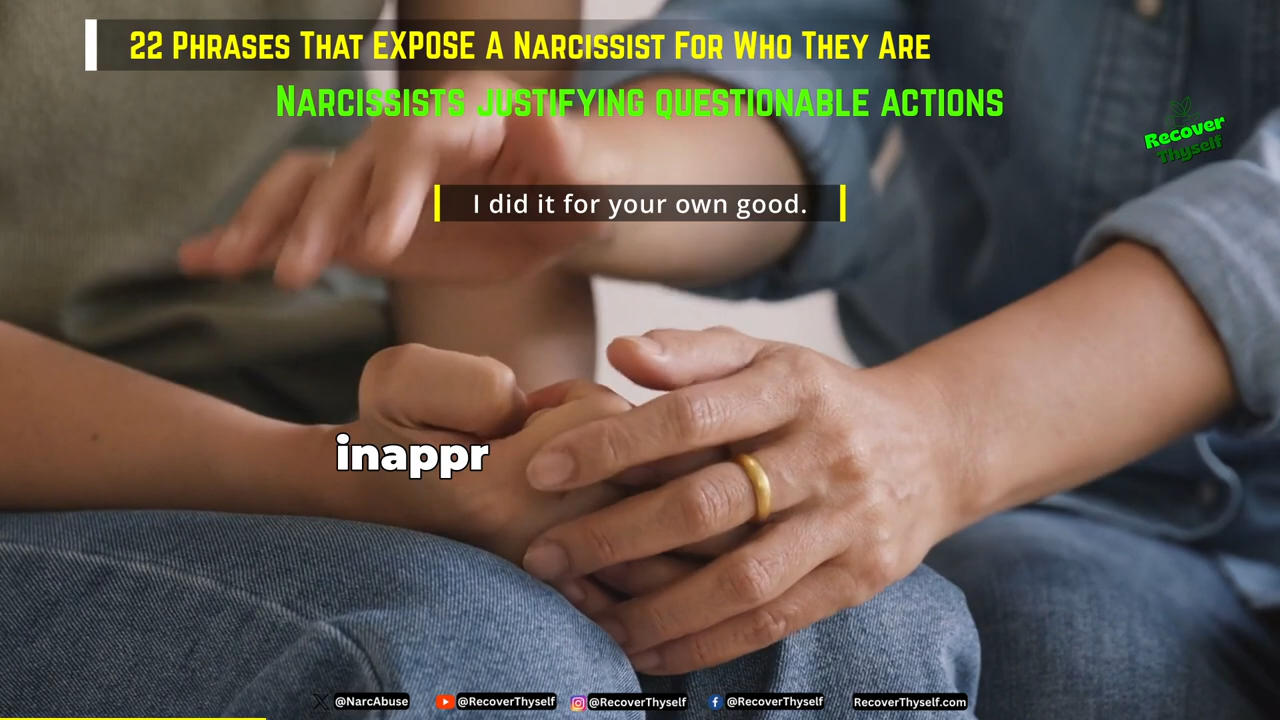 22 Phrases That EXPOSE A Narcissist For Who They Are
Narcissists justifying questionable actions
Recover
Thyself
I did it for your own good.
inappr
@NarcAbuse @RecoverThyself @RecoverThyself @RecoverThyself RecoverThyself.com